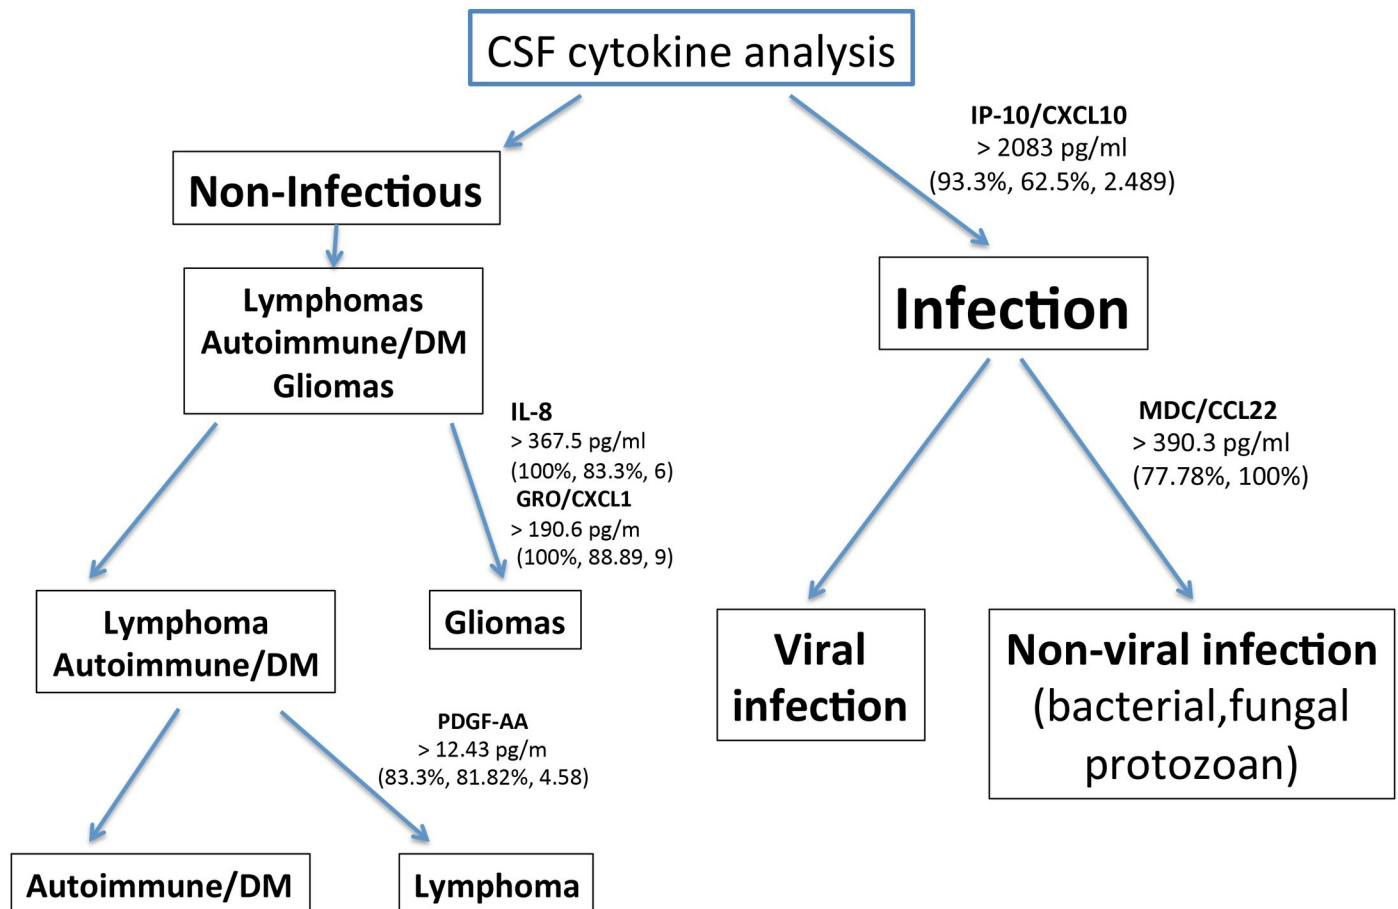 CSF cytokine analysis
IP-10/CXCL10
> 2083 pg/ml
(93.3%, 62.5%, 2.489)
Non-Infectious
Infection
Lymphomas
Autoimmune/DM
Gliomas
IL-8
> 367.5 pg/ml
(100%, 83.3%, 6)
GRO/CXCL1
> 190.6 pg/m
(100%, 88.89, 9)
MDC/CCL22
> 390.3 pg/ml
(77.78%, 100%)
Lymphoma
Autoimmune/DM
Gliomas
Viral
infection
Non-viral infection
(bacterial,fungal
protozoan)
PDGF-AA
> 12.43 pg/m
(83.3%, 81.82%, 4.58)
Autoimmune/DM
Lymphoma